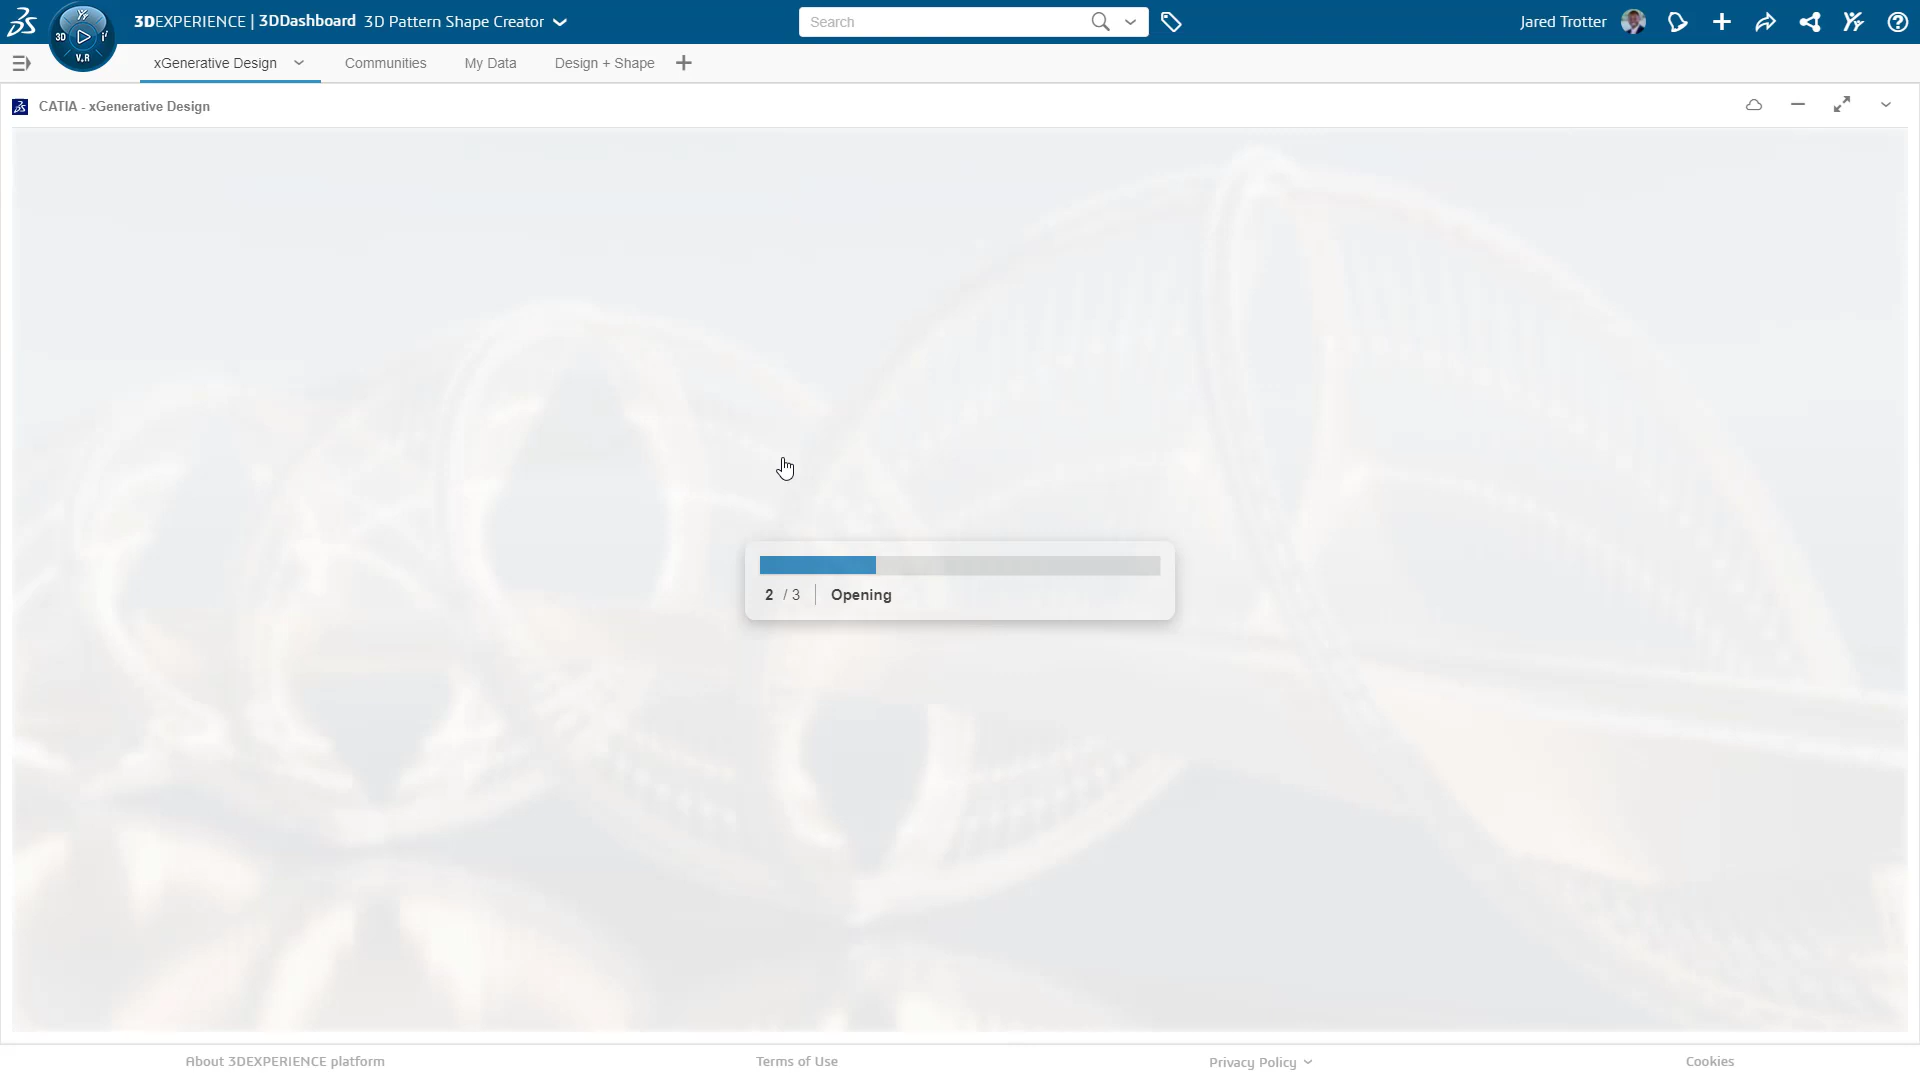 3DEXPERIENCE | 3DDashboard 3D Pattern Shape Creator
Search
Jared Trotter
3D
V.R
xGenerative Design
Communities
My Data
Design + Shape
CATIA - xGenerative Design
2 / 3 Opening
About 3DEXPERIENCE platform
Terms of Use
Privacy Policy
Cookies